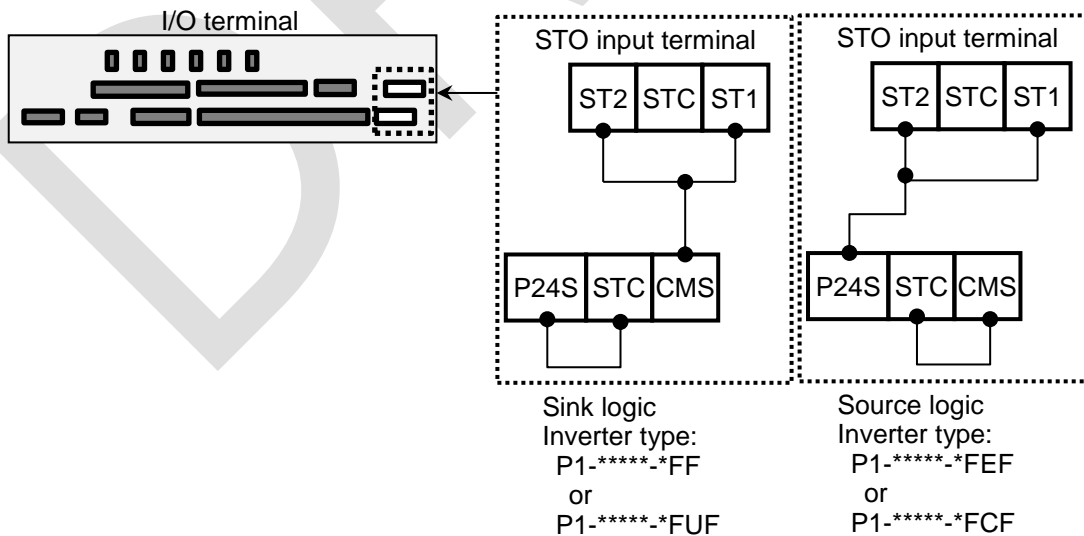 I/O terminal
STO input terminal
ST2 STC ST1
P24S STC CMS
Sink logic
Inverter type:
P1-*****-*FF
or
P1-*****-*FUF
STO input terminal
ST2 STC ST1
P24S STC CMS
Source logic
Inverter type:
P1-*****-*FEF
or
P1-*****-*FCF